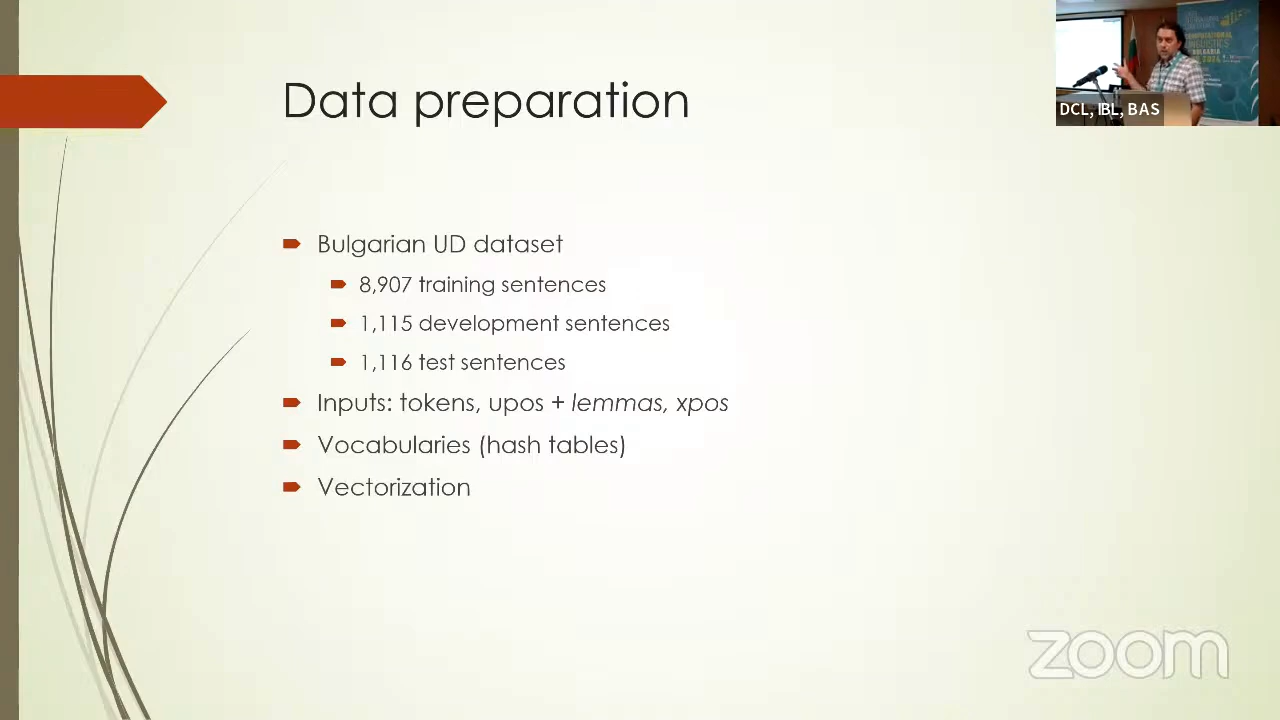 Data preparation
DCL, IBL, BAS
Bulgarian UD dataset
8,907 training sentences
1,115 development sentences
1,116 test sentences
Inputs: tokens, upos + lemmas, xpos
Vocabularies (hash tables)
Vectorization
zoom